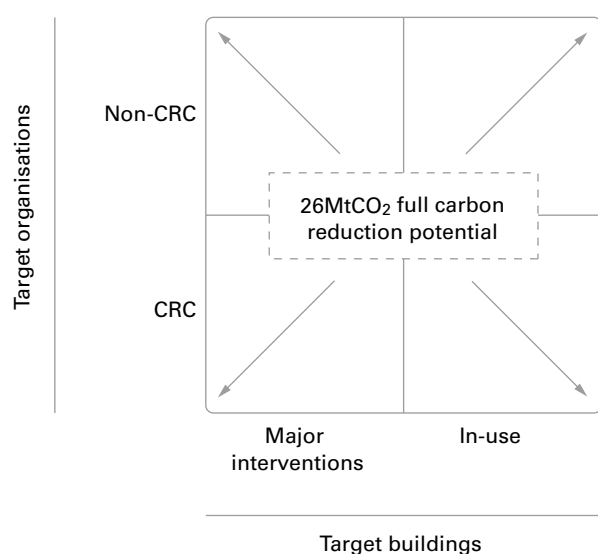 Target organisations
Non-CRC
26MtCO₂ full carbon
reduction potential
CRC
Major
interventions
In-use
Target buildings